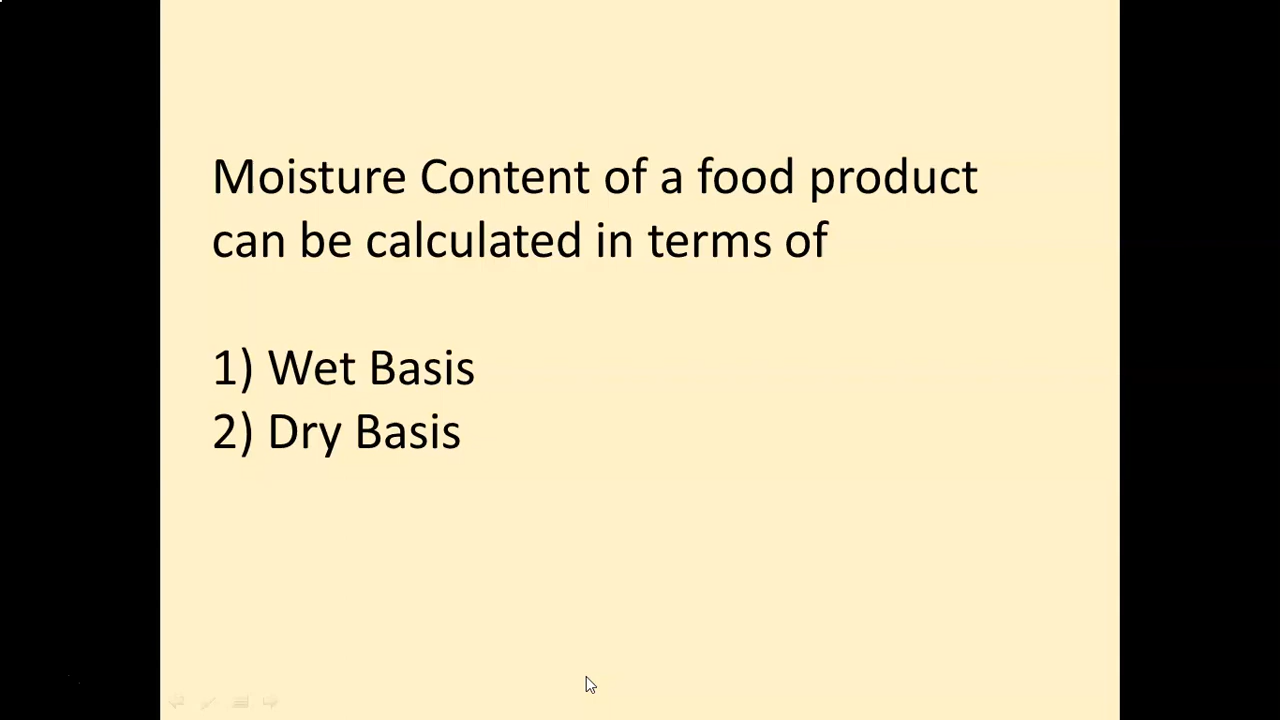 Moisture Content of a food product
can be calculated in terms of
1) Wet Basis
2) Dry Basis